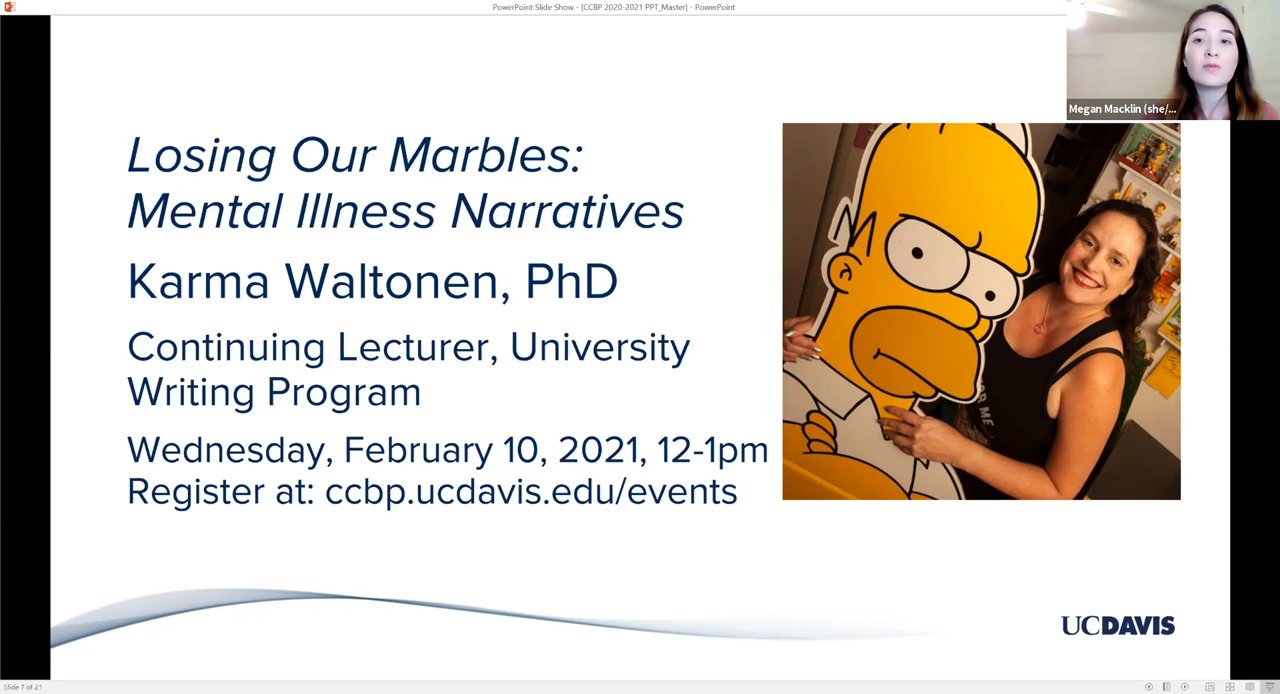 PowerPoint Slide Show - [CCBP 2020-2021 PPT_Master] - PowerPoint
Megan Macklin (she/...
Losing Our Marbles:
Mental Illness Narratives
Karma Waltonen, PhD
Continuing Lecturer, University
Writing Program
Wednesday, February 10, 2021, 12-1pm
Register at: ccbp.ucdavis.edu/events
OR ME
UCDAVIS
Slide 7 of 21